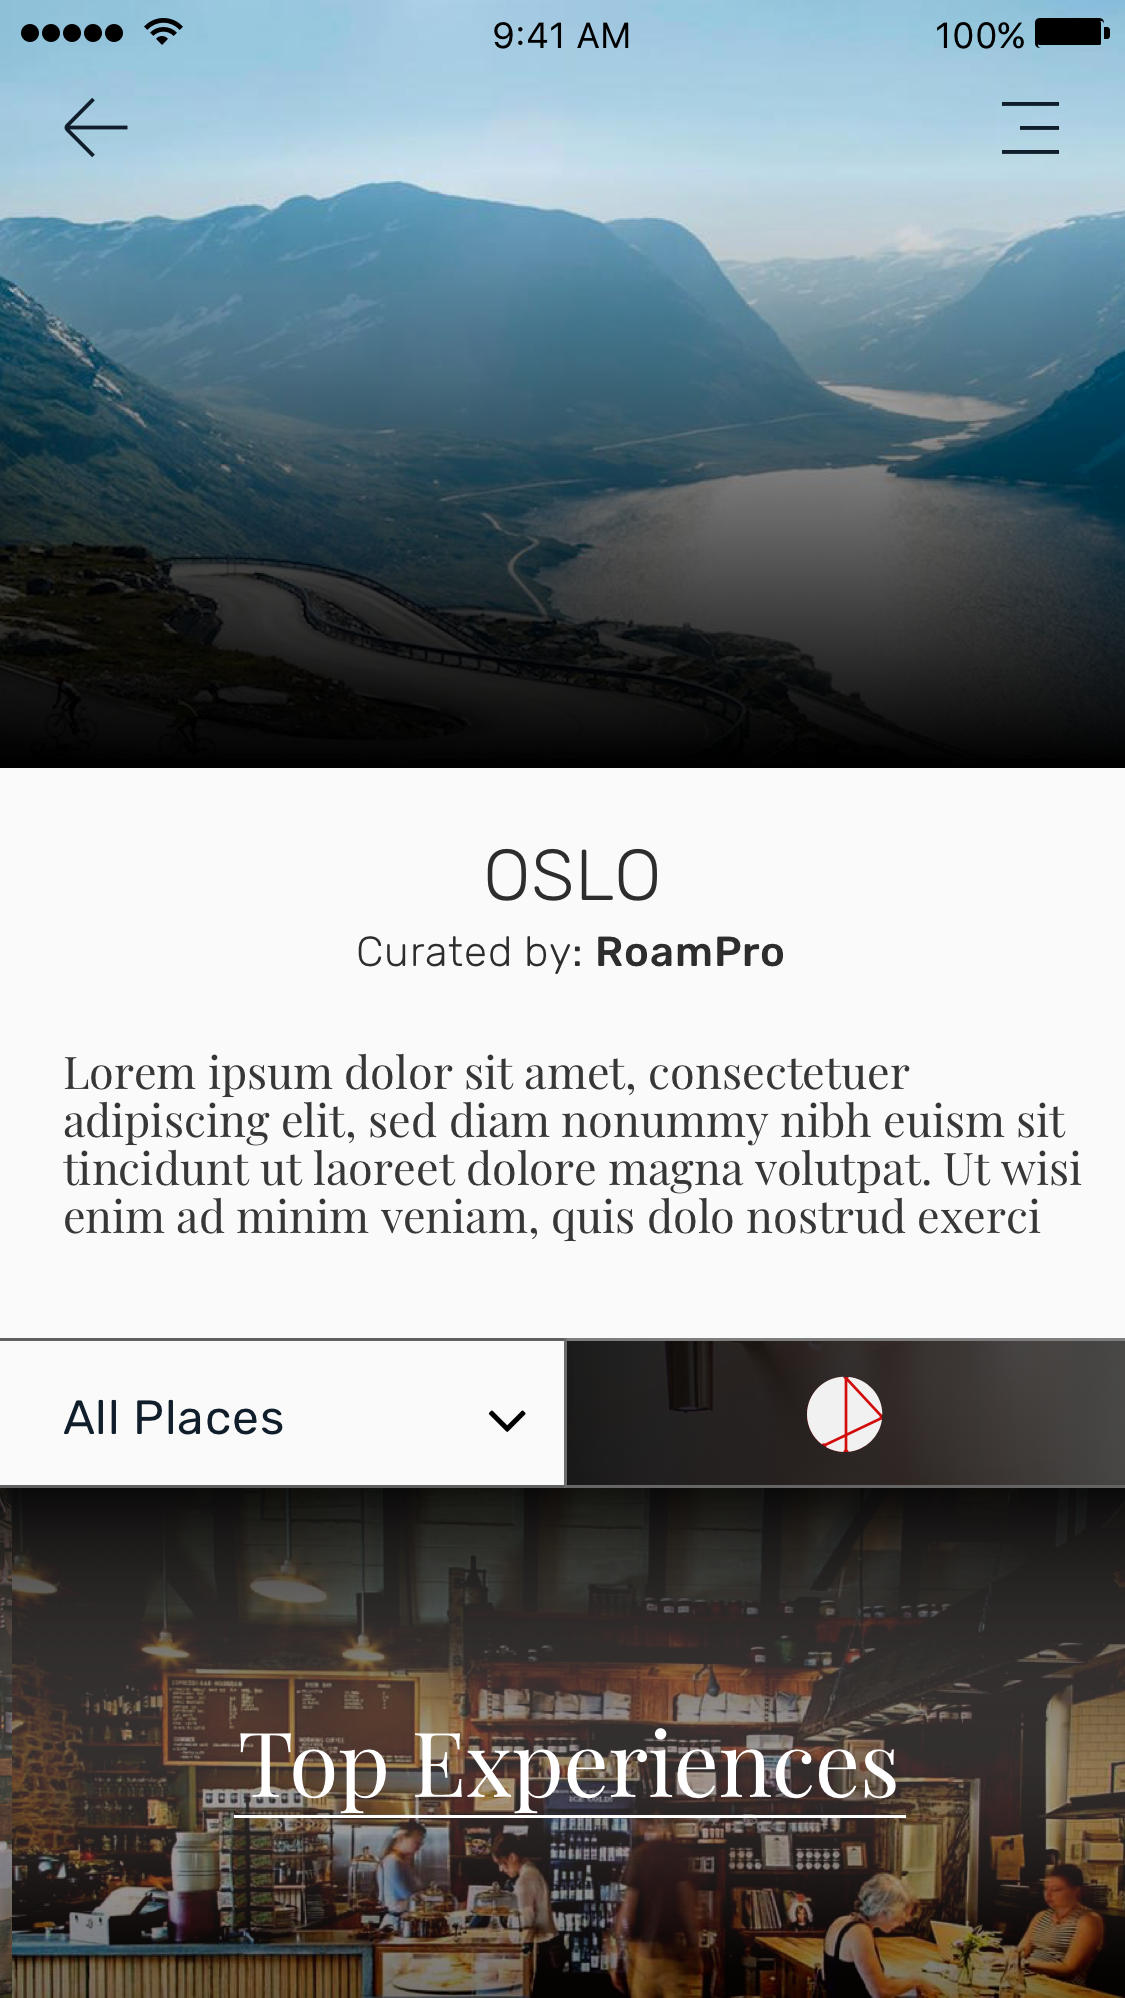 9:41 AM
100%
OSLO
Curated by: RoamPro
Lorem ipsum dolor sit amet, consectetuer
adipiscing elit, sed diam nonummy nibh euism sit
tincidunt ut laoreet dolore magna volutpat. Ut wisi
enim ad minim veniam, quis dolo nostrud exerci
All Places
Top Experiences